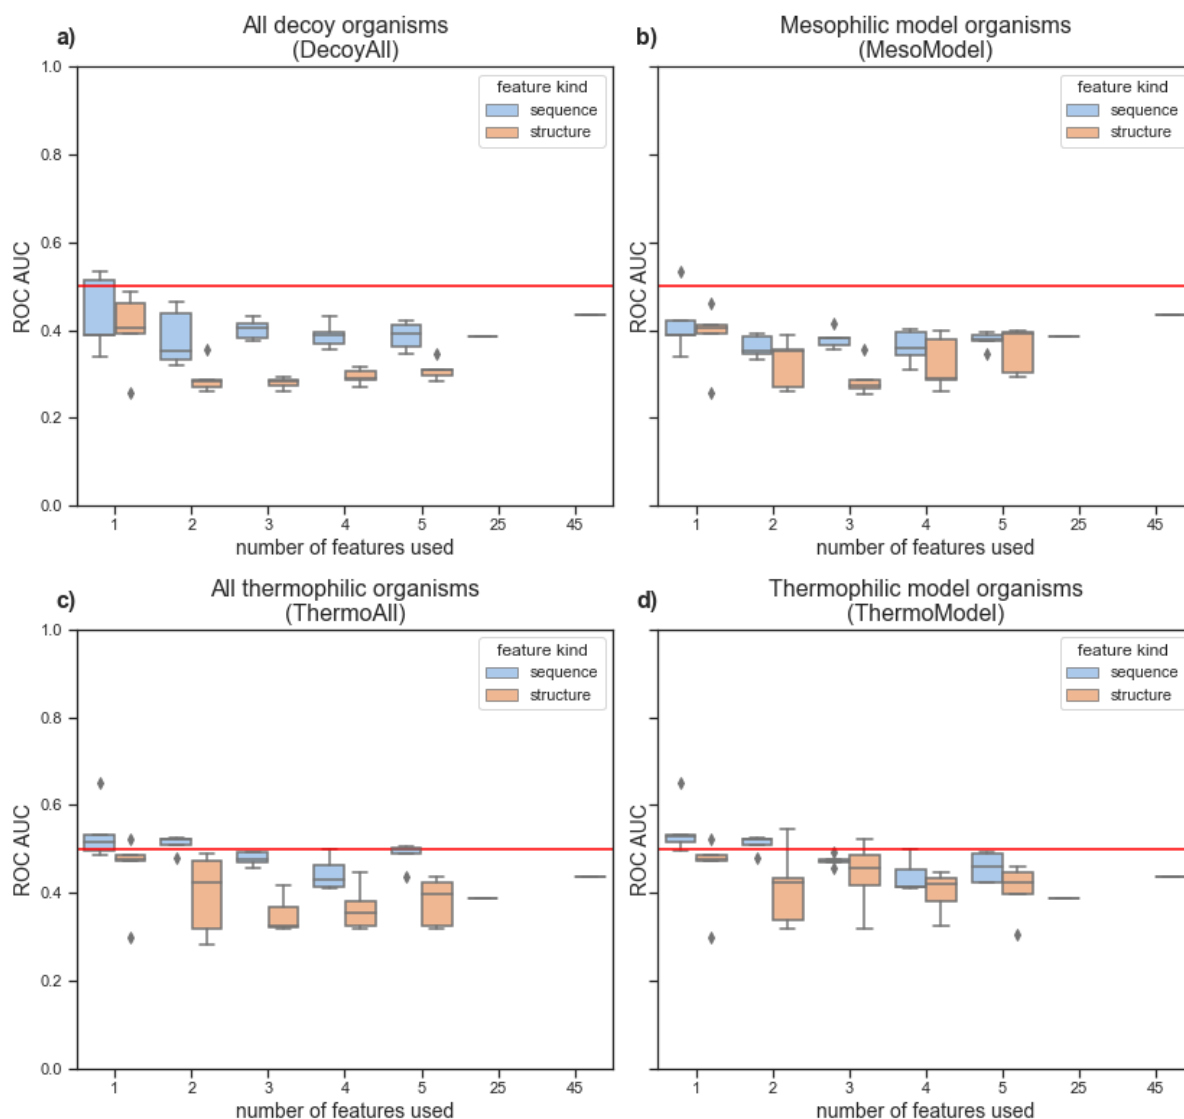 a)
All decoy organisms
(DecoyAll)
1.0
0.8
0.6
0.4
0.2
0.0
ROC AUC
feature kind
sequence
structure
1 2 3 4 5 25 45
number of features used
b)
Mesophilic model organisms
(MesoModel)
ROC AUC
feature kind
sequence
structure
1 2 3 4 5 25 45
number of features used
c)
All thermophilic organisms
(ThermoAll)
1.0
0.8
0.6
0.4
0.2
0.0
ROC AUC
feature kind
sequence
structure
1 2 3 4 5 25 45
number of features used
d)
Thermophilic model organisms
(ThermoModel)
ROC AUC
feature kind
sequence
structure
1 2 3 4 5 25 45
number of features used